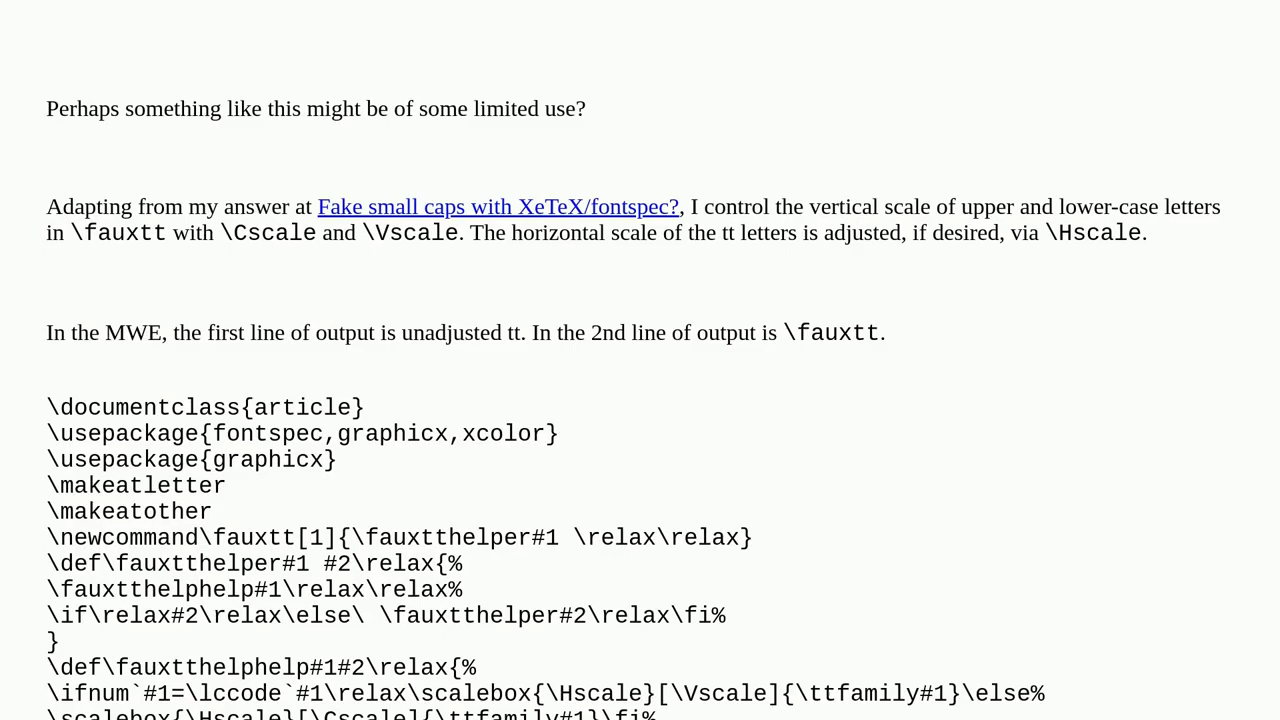 Perhaps something like this might be of some limited use?
Adapting from my answer at Fake small caps with XeTeX/fontspec?, I control the vertical scale of upper and lower-case letters
in \fauxtt with \Cscale and \Vscale. The horizontal scale of the tt letters is adjusted, if desired, via \Hscale.
In the MWE, the first line of output is unadjusted tt. In the 2nd line of output is \fauxtt.
\documentclass{article}
\usepackage{fontspec,graphicx,xcolor}
\usepackage{graphicx}
\makeatletter
\makeatother
\newcommand\fauxtt[1]{\fauxtthelper#1 \relax\relax}
\def\fauxtthelper#1 #2\relax{%
\fauxtthelphelp#1\relax\relax%
\if\relax#2\relax\else\ \fauxtthelper#2\relax\fi%
}
\def\fauxtthelphelp#1#2\relax{%
\ifnum`#1=\lccode`#1\relax\scalebox{\Hscale}[\Vscale]{\ttfamily#1}\else%
\scalebox{\Hscale}[\Cscale]{\ttfamily#1}\fi%